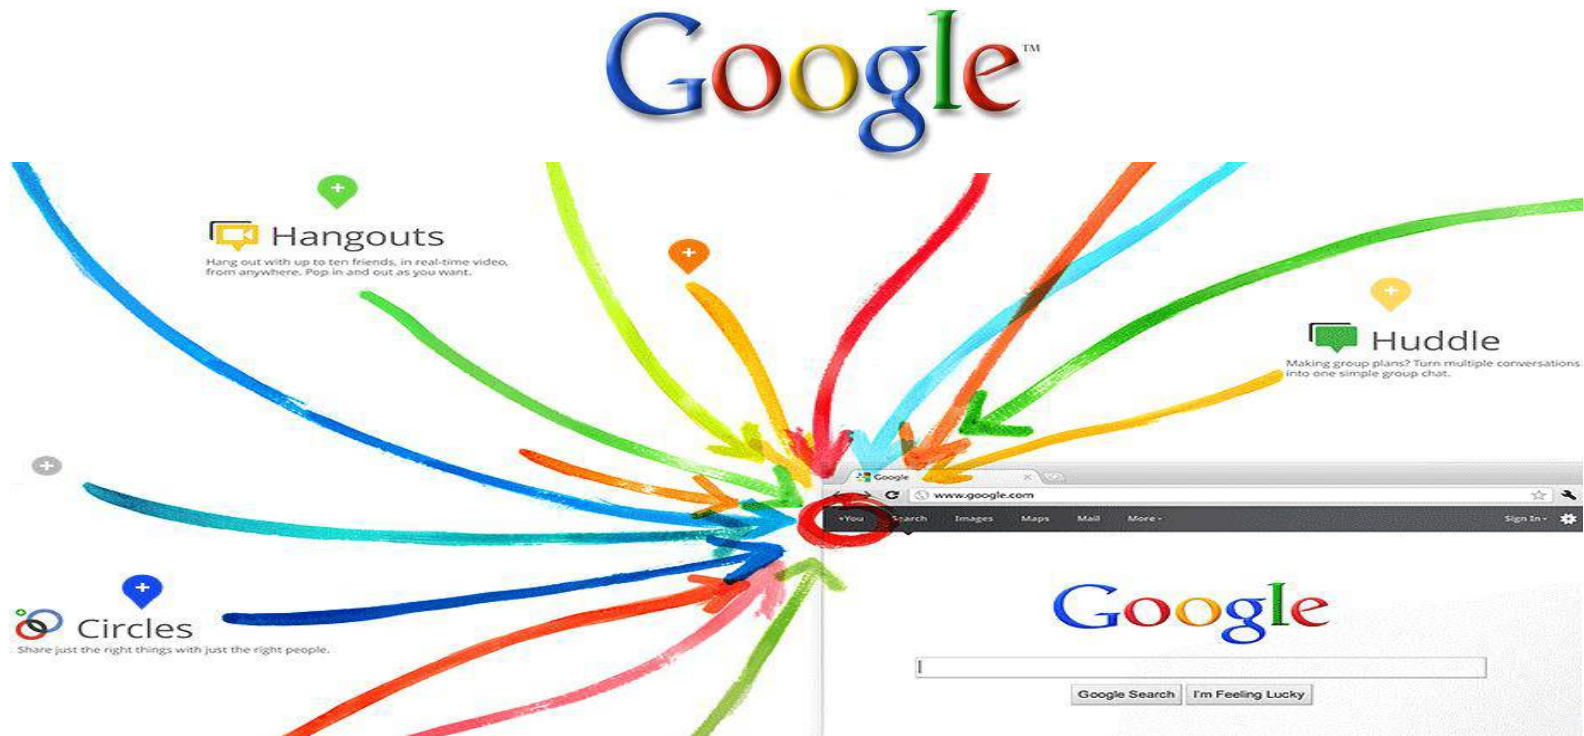 Google™
Hangouts
Hang out with up to ten friends, in real-time video,
from anywhere. Pop in and out as you want.
Huddle
Making group plans? Turn multiple conversations
into one simple group chat.
Circles
Share just the right things with just the right people.
Google
www.google.com
+You Search Images Maps Mail More Sign In
Google
Google Search I'm Feeling Lucky